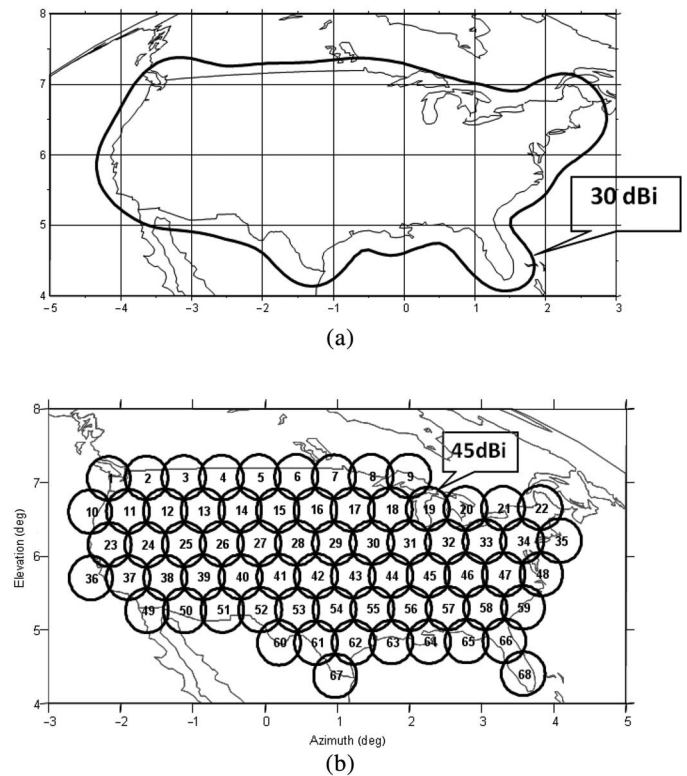 8
7
6
5
4
30 dBi
−5 −4 −3 −2 −1 0 1 2 3
(a)
8
7
6
5
4
Elevation (deg)
45dBi
1 2 3 4 5 6 7 8 9
10 11 12 13 14 15 16 17 18 19 20 21 22
23 24 25 26 27 28 29 30 31 32 33 34 35
36 37 38 39 40 41 42 43 44 45 46 47 48
49 50 51 52 53 54 55 56 57 58 59
60 61 62 63 64 65 66
67 68
−3 −2 −1 0 1 2 3 4 5
Azimuth (deg)
(b)